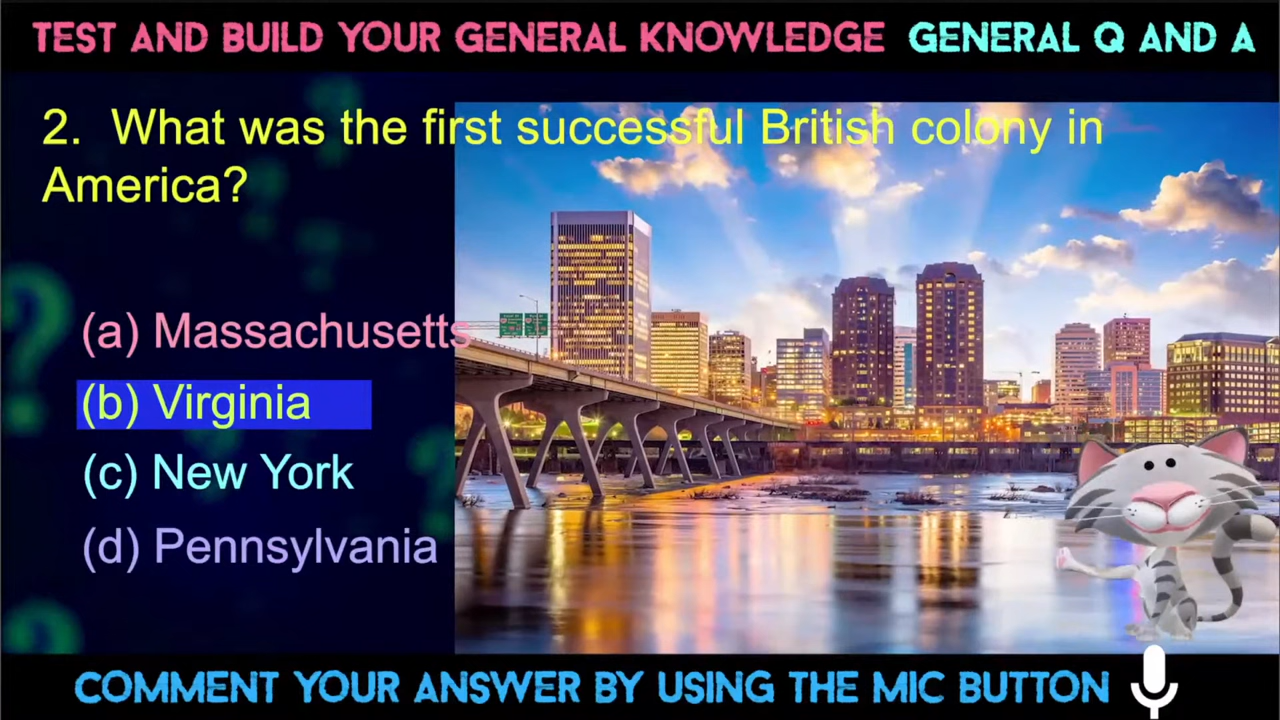 TEST AND BUILD YOUR GENERAL KNOWLEDGE GENERAL Q AND A
2. What was the first successful British colony in
America?
(a) Massachusetts
(b) Virginia
(c) New York
(d) Pennsylvania
COMMENT YOUR ANSWER BY USING THE MIC BUTTON